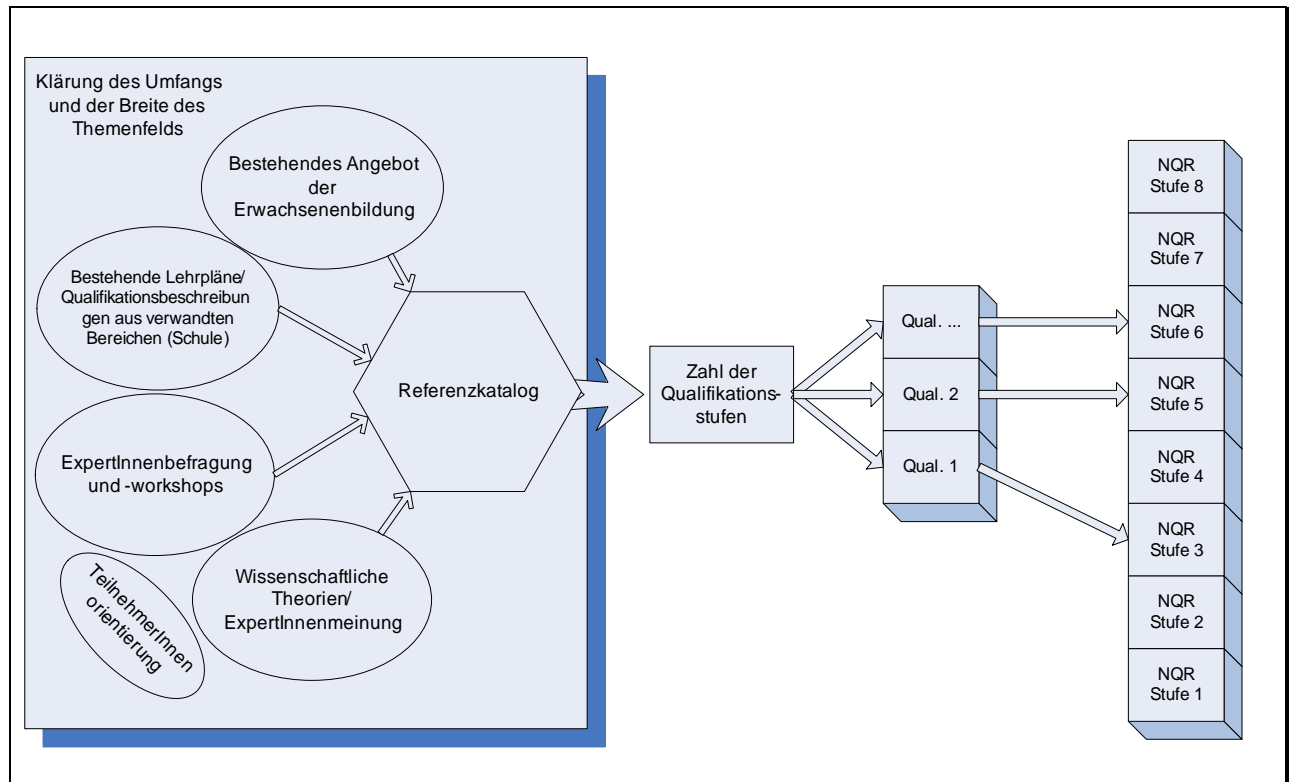 Klärung des Umfangs
und der Breite des
Themenfelds
Bestehendes Angebot
der
Erwachsenenbildung
Bestehende Lehrpläne/
Qualifikationsbeschreibun
gen aus verwandten
Bereichen (Schule)
ExpertInnenbefragung
und -workshops
TeilnehmerInnen
orientierung
Wissenschaftliche
Theorien/
ExpertInnenmeinung
Referenzkatalog
Zahl der
Qualifikations-
stufen
Qual. ...
Qual. 2
Qual. 1
NQR
Stufe 8
NQR
Stufe 7
NQR
Stufe 6
NQR
Stufe 5
NQR
Stufe 4
NQR
Stufe 3
NQR
Stufe 2
NQR
Stufe 1